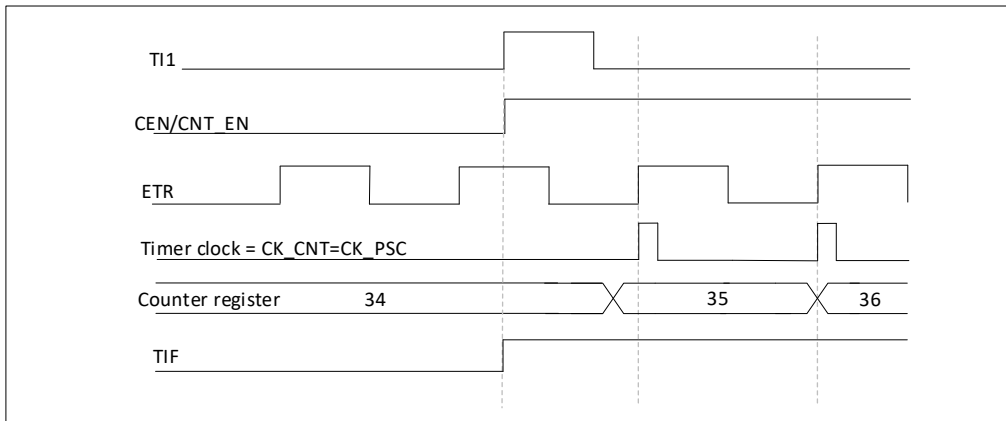 TI1
CEN/CNT_EN
ETR
Timer clock = CK_CNT=CK_PSC
Counter register 34 35 36
TIF